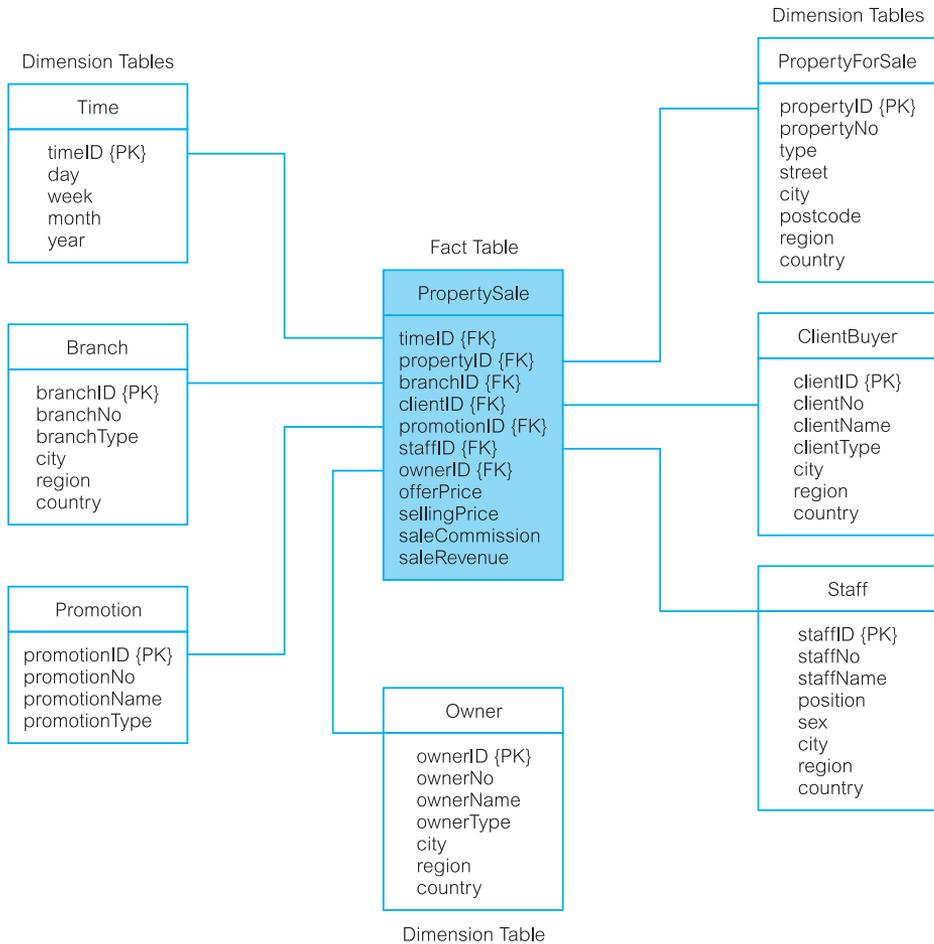 Dimension Tables
Time
timeID {PK}
day
week
month
year
Branch
branchID {PK}
branchNo
branchType
city
region
country
Promotion
promotionID {PK}
promotionNo
promotionName
promotionType
Fact Table
PropertySale
timeID {FK}
propertyID {FK}
branchID {FK}
clientID {FK}
promotionID {FK}
staffID {FK}
ownerID {FK}
offerPrice
sellingPrice
saleCommission
saleRevenue
Owner
ownerID {PK}
ownerNo
ownerName
ownerType
city
region
country
Dimension Table
Dimension Tables
PropertyForSale
propertyID {PK}
propertyNo
type
street
city
postcode
region
country
ClientBuyer
clientID {PK}
clientNo
clientName
clientType
city
region
country
Staff
staffID {PK}
staffNo
staffName
position
sex
city
region
country